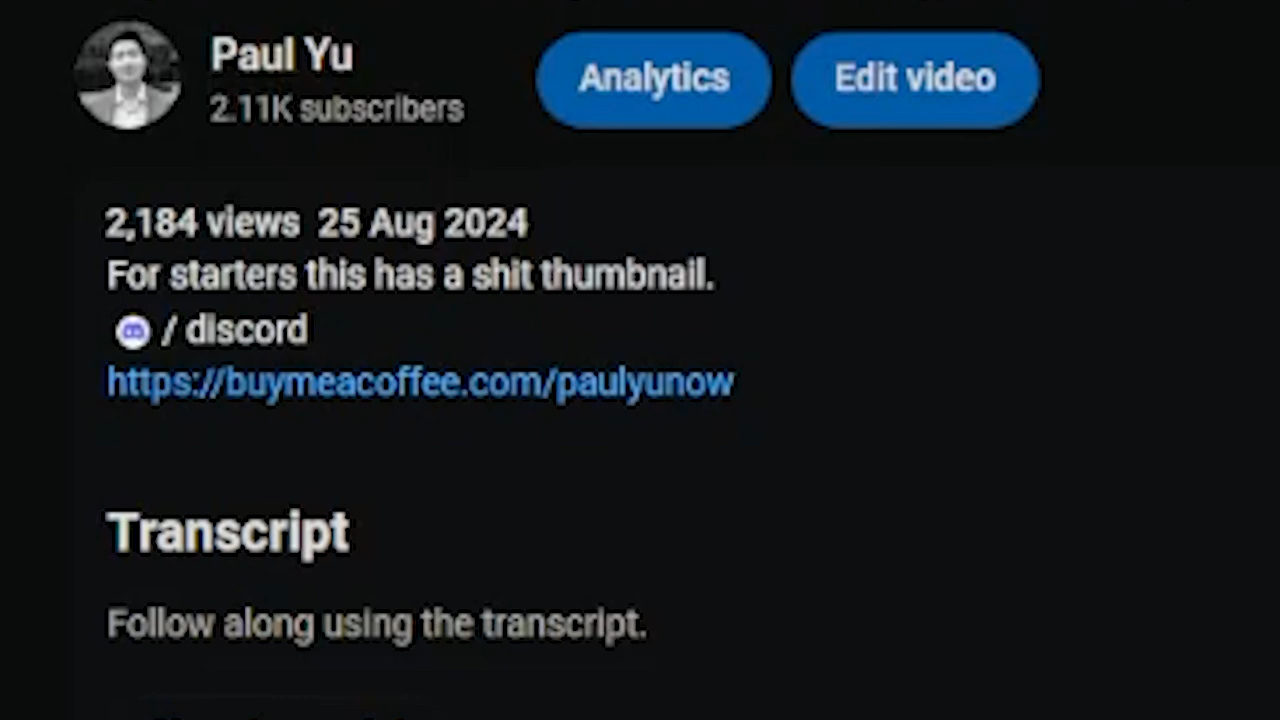 Paul Yu
2.11K subscribers
Analytics
Edit video
2,184 views 25 Aug 2024
For starters this has a shit thumbnail.
/ discord
https://buymeacoffee.com/paulyunow
Transcript
Follow along using the transcript.